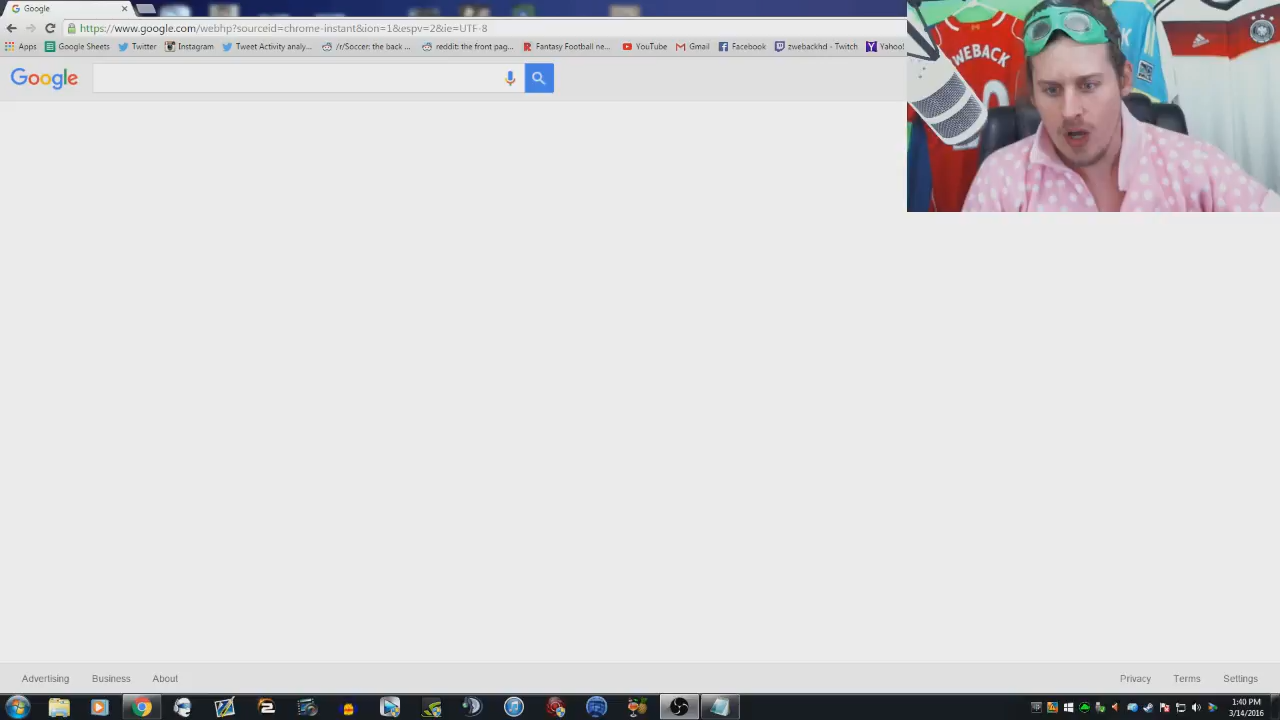 Google
https://www.google.com/webhp?sourceid=chrome-instant&ion=1&espv=2&ie=UTF-8
Apps Google Sheets Twitter Instagram Tweet Activity analy... /r/Soccer: the back ... reddit: the front pag... Fantasy Football ne... YouTube Gmail Facebook zwebackhd - Twitch Yahoo!
Google
WEBACK
Advertising Business About Privacy Terms Settings
1:40 PM
3/14/2016